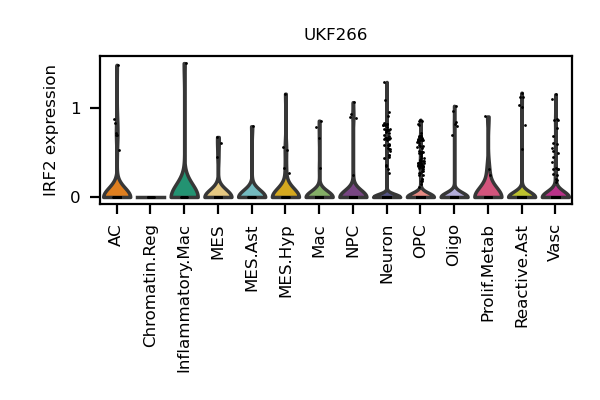 UKF266
IRF2 expression
1
0
AC
Chromatin.Reg
Inflammatory.Mac
MES
MES.Ast
MES.Hyp
Mac
NPC
Neuron
OPC
Oligo
Prolif.Metab
Reactive.Ast
Vasc